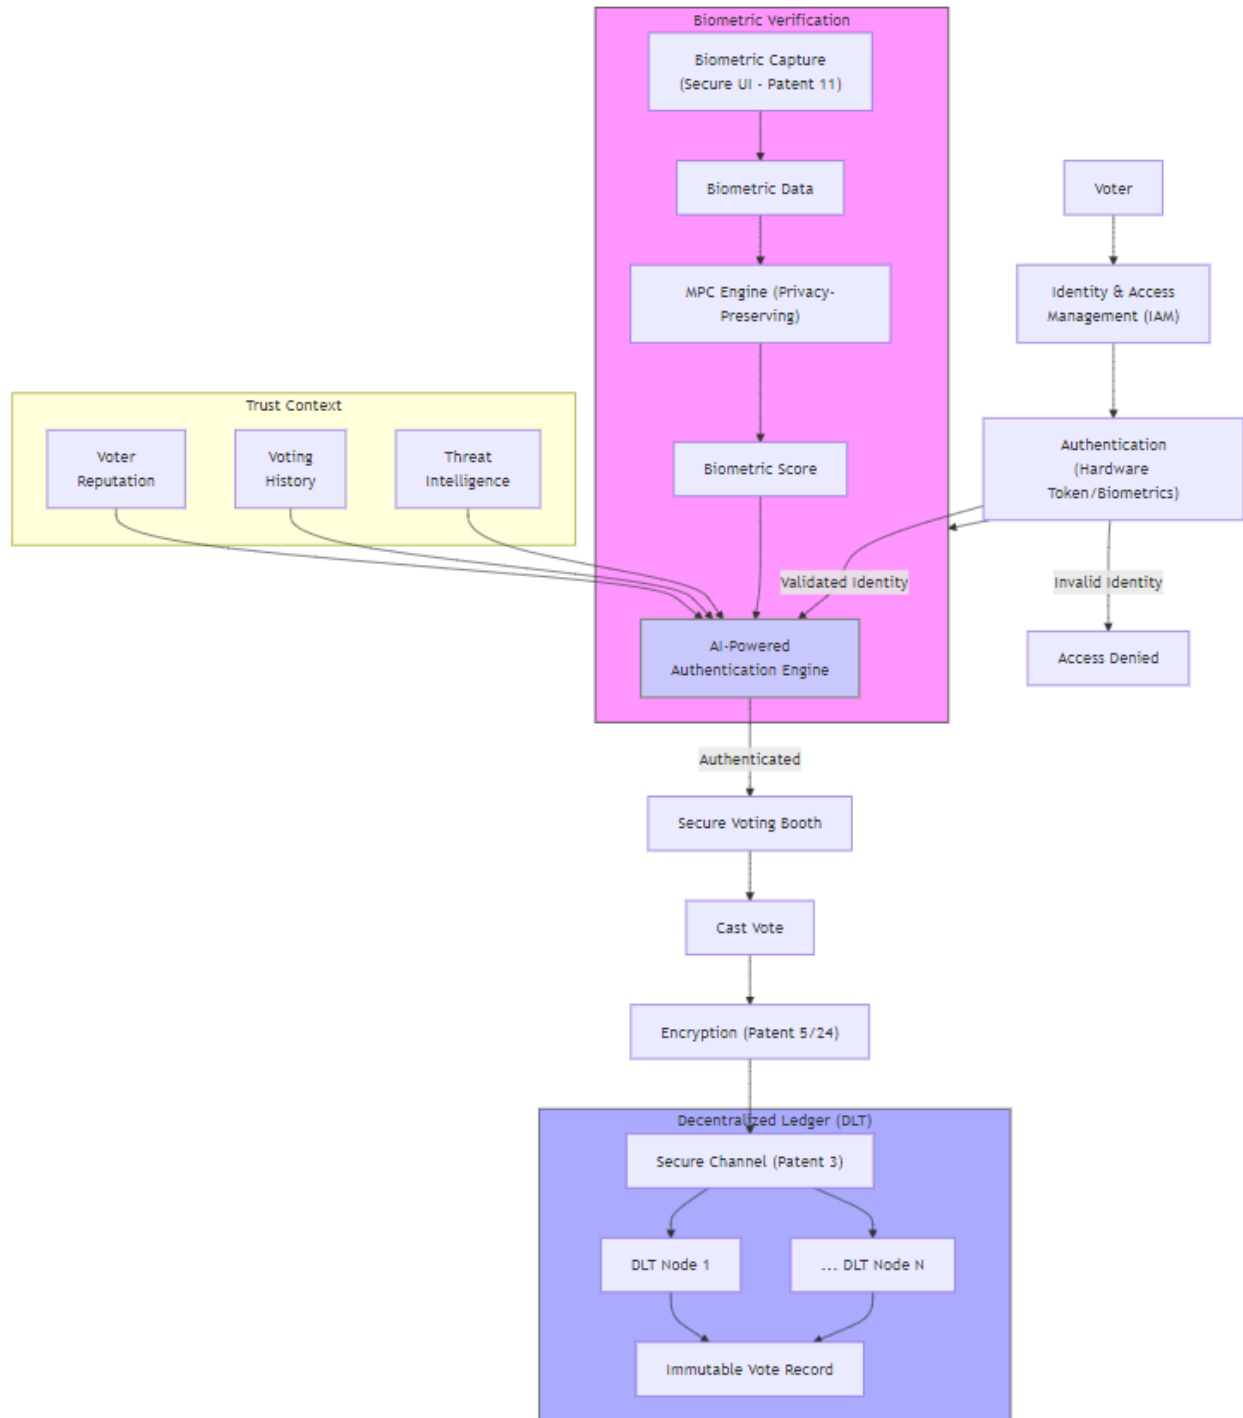 Biometric Verification
Biometric Capture
(Secure UI - Patent 11)
Biometric Data
Voter
MPC Engine (Privacy-
Preserving)
Identity & Access
Management (IAM)
Trust Context
Voter
Reputation
Voting
History
Threat
Intelligence
Biometric Score
Authentication
(Hardware
Token/Biometrics)
Validated Identity
Invalid Identity
AI-Powered
Authentication Engine
Access Denied
Authenticated
Secure Voting Booth
Cast Vote
Encryption (Patent 5/24)
Decentralized Ledger (DLT)
Secure Channel (Patent 3)
DLT Node 1
... DLT Node N
Immutable Vote Record